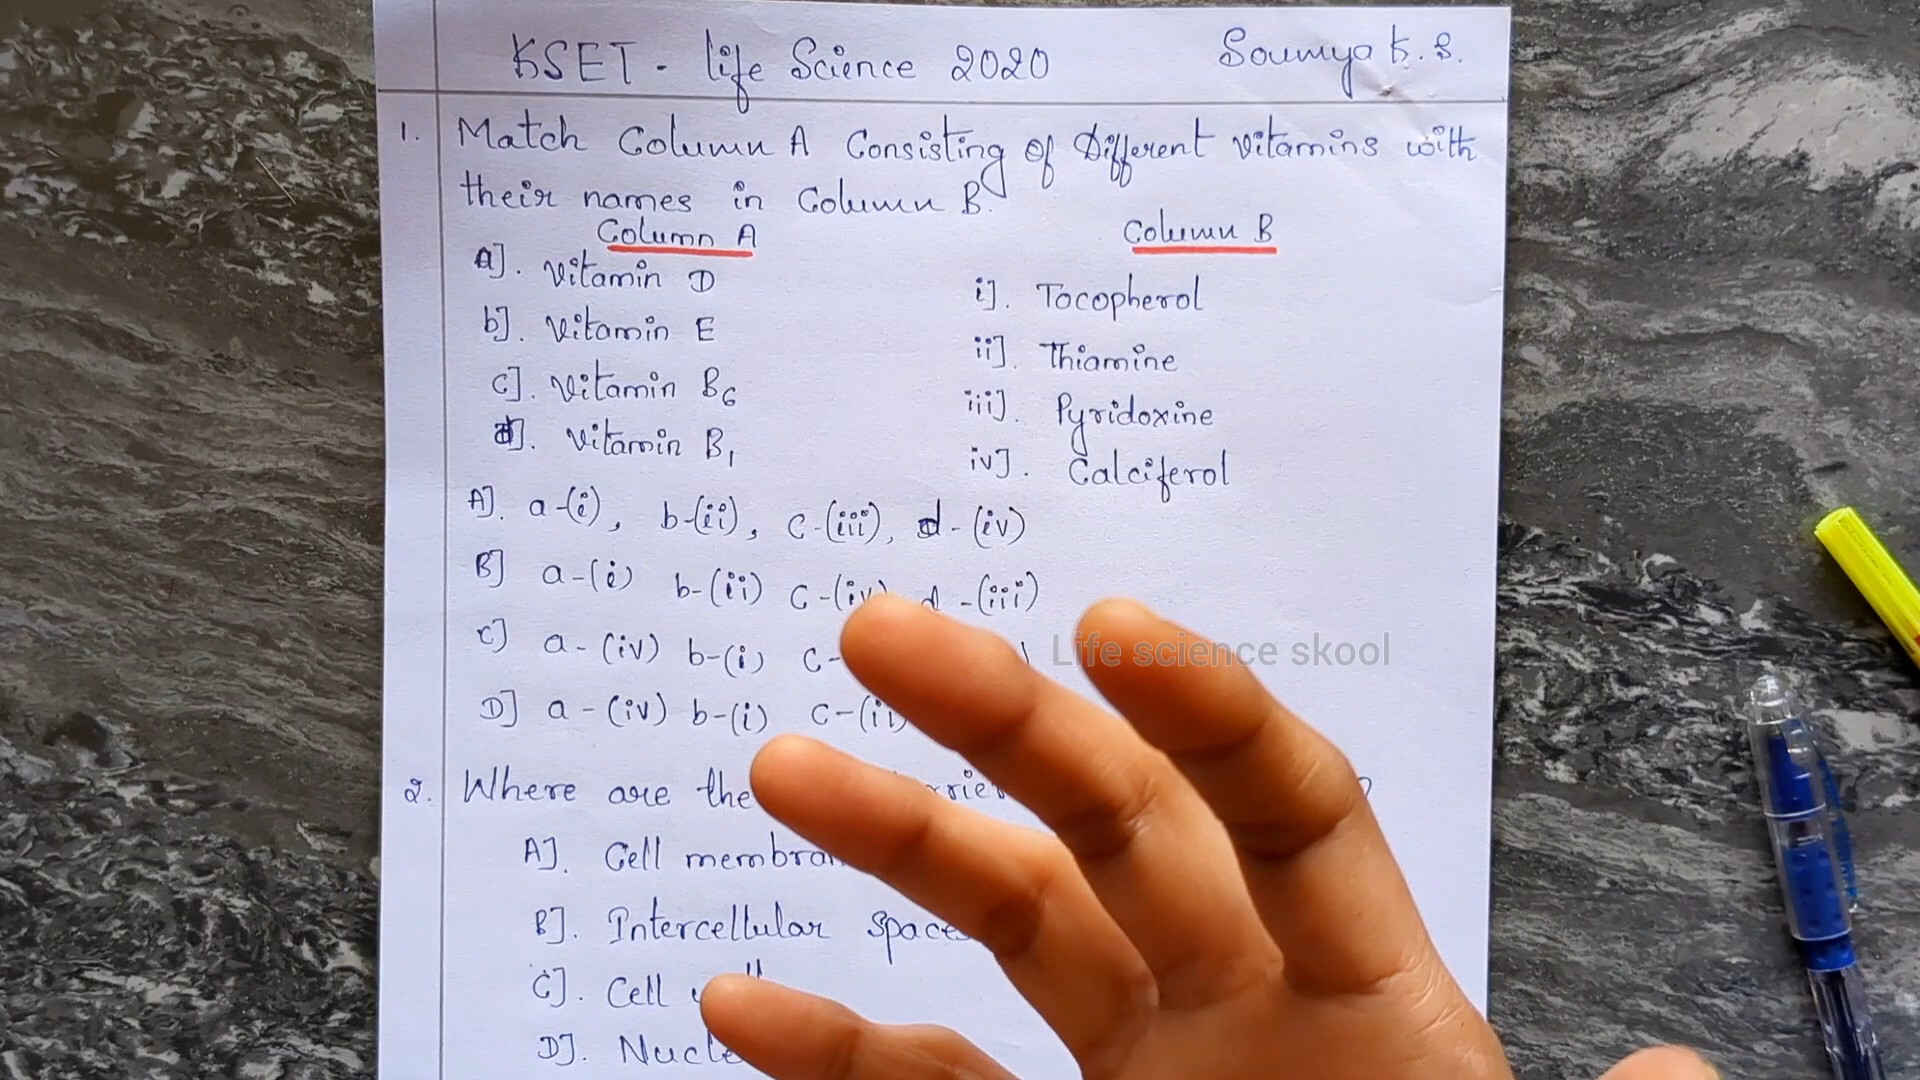 KSET - life Science 2020
Soumya K. S.
1. Match Column A Consisting of Different Vitamins with
their names in Column B.
Column A
Column B
a]. Vitamin D
i]. Tocopherol
b]. Vitamin E
ii]. Thiamine
c]. Vitamin B6
iii]. Pyridoxine
d]. Vitamin B1
iv]. Calciferol
A]. a-(i), b-(ii), c-(iii), d-(iv)
B] a-(i) b-(ii) c-(iv) d-(iii)
C] a-(iv) b-(i) c-
Life science skool
D] a-(iv) b-(i) c-(ii)
2. Where are the
A]. Cell
B]. Intercellular spaces
C]. Cell
D].